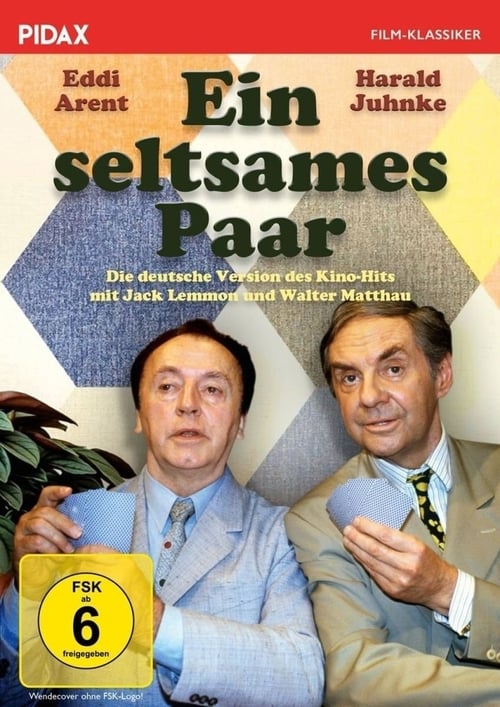 PIDAX
FILM-KLASSIKER
Eddi
Arent
Harald
Juhnke
Ein
seltsames
Paar
Die deutsche Version des Kino-Hits
mit Jack Lemmon und Walter Matthau
FSK
ab
6
freigegeben
Wendecover ohne FSK-Logo!